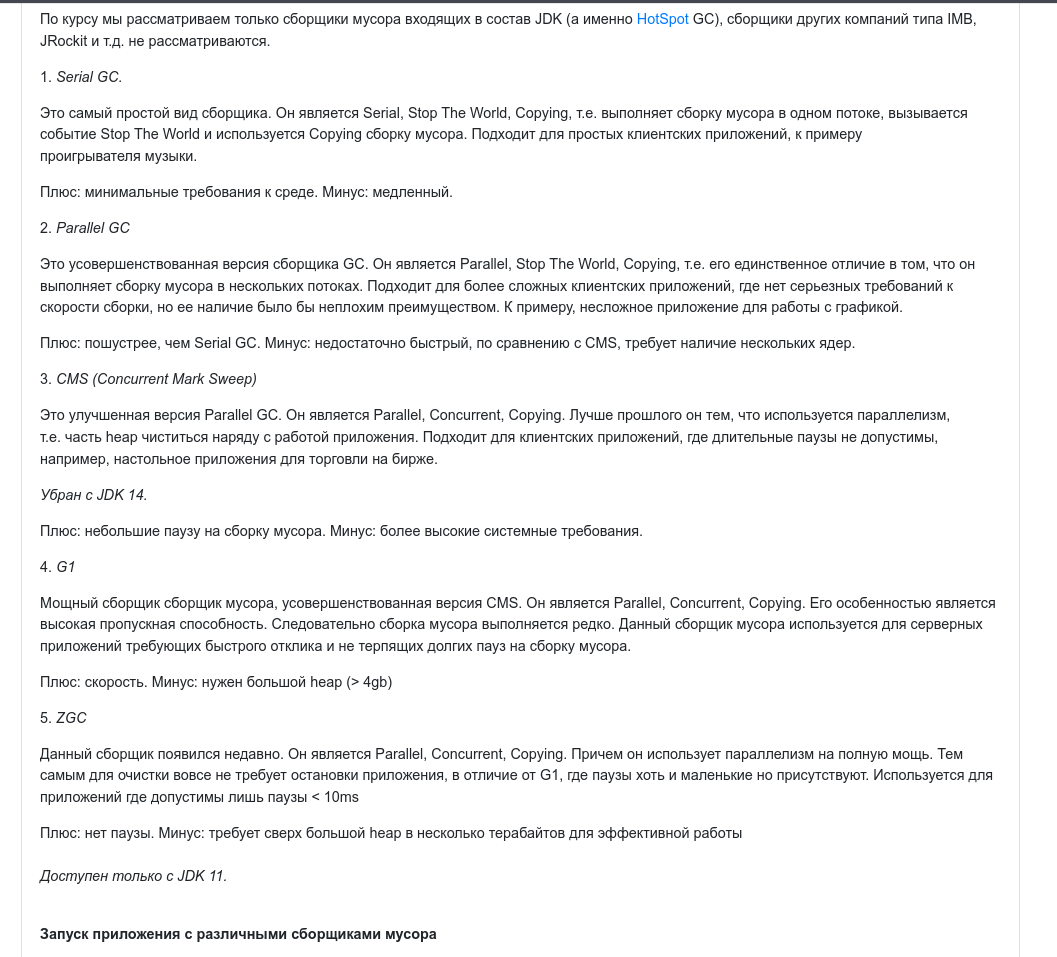 По курсу мы рассматриваем только сборщики мусора входящих в состав JDK (а именно HotSpot GC), сборщики других компаний типа IMB,
JRockit и т.д. не рассматриваются.
1. Serial GC.
Это самый простой вид сборщика. Он является Serial, Stop The World, Copying, т.е. выполняет сборку мусора в одном потоке, вызывается
событие Stop The World и используется Copying сборку мусора. Подходит для простых клиентских приложений, к примеру
проигрывателя музыки.
Плюс: минимальные требования к среде. Минус: медленный.
2. Parallel GC
Это усовершенствованная версия сборщика GC. Он является Parallel, Stop The World, Copying, т.е. его единственное отличие в том, что он
выполняет сборку мусора в нескольких потоках. Подходит для более сложных клиентских приложений, где нет серьезных требований к
скорости сборки, но ее наличие было бы неплохим преимуществом. К примеру, несложное приложение для работы с графикой.
Плюс: пошустрее, чем Serial GC. Минус: недостаточно быстрый, по сравнению с CMS, требует наличие нескольких ядер.
3. CMS (Concurrent Mark Sweep)
Это улучшенная версия Parallel GC. Он является Parallel, Concurrent, Copying. Лучше прошлого он тем, что используется параллелизм,
т.е. часть heap чиститься наряду с работой приложения. Подходит для клиентских приложений, где длительные паузы не допустимы,
например, настольное приложения для торговли на бирже.
Убран с JDK 14.
Плюс: небольшие паузу на сборку мусора. Минус: более высокие системные требования.
4. G1
Мощный сборщик сборщик мусора, усовершенствованная версия CMS. Он является Parallel, Concurrent, Copying. Его особенностью является
высокая пропускная способность. Следовательно сборка мусора выполняется редко. Данный сборщик мусора используется для серверных
приложений требующих быстрого отклика и не терпящих долгих пауз на сборку мусора.
Плюс: скорость. Минус: нужен большой heap (> 4gb)
5. ZGC
Данный сборщик появился недавно. Он является Parallel, Concurrent, Copying. Причем он использует параллелизм на полную мощь. Тем
самым для очистки вовсе не требует остановки приложения, в отличие от G1, где паузы хоть и маленькие но присутствуют. Используется для
приложений где допустимы лишь паузы < 10ms
Плюс: нет паузы. Минус: требует сверх большой heap в несколько терабайтов для эффективной работы
Доступен только с JDK 11.
Запуск приложения с различными сборщиками мусора